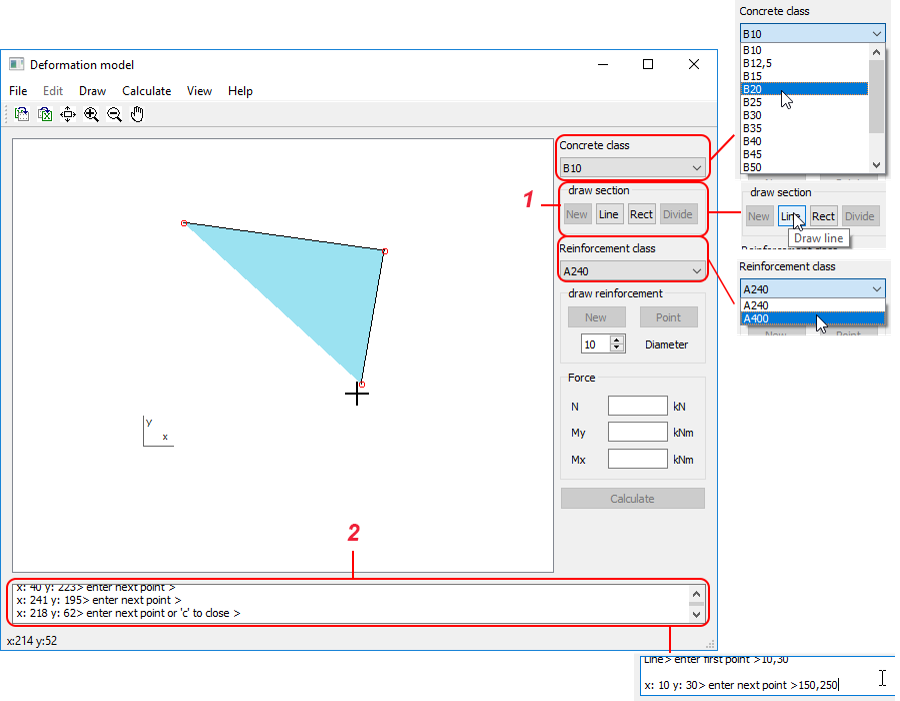 Deformation model
File Edit Draw Calculate View Help
y
x
Concrete class
B10
draw section
New Line Rect Divide
Reinforcement class
A240
draw reinforcement
New Point
10 Diameter
Force
N kN
My kNm
Mx kNm
Calculate
1
2
x: 40 y: 223> enter next point >
x: 241 y: 195> enter next point >
x: 218 y: 62> enter next point or 'c' to close >
x:214 y:52
Concrete class
B10
B10
B12,5
B15
B20
B25
B30
B35
B40
B45
B50
draw section
New Line Rect Divide
Draw line
Reinforcement class
Reinforcement class
A240
A240
A400
New Point
Line> enter first point >10,30
x: 10 y: 30> enter next point >150,250